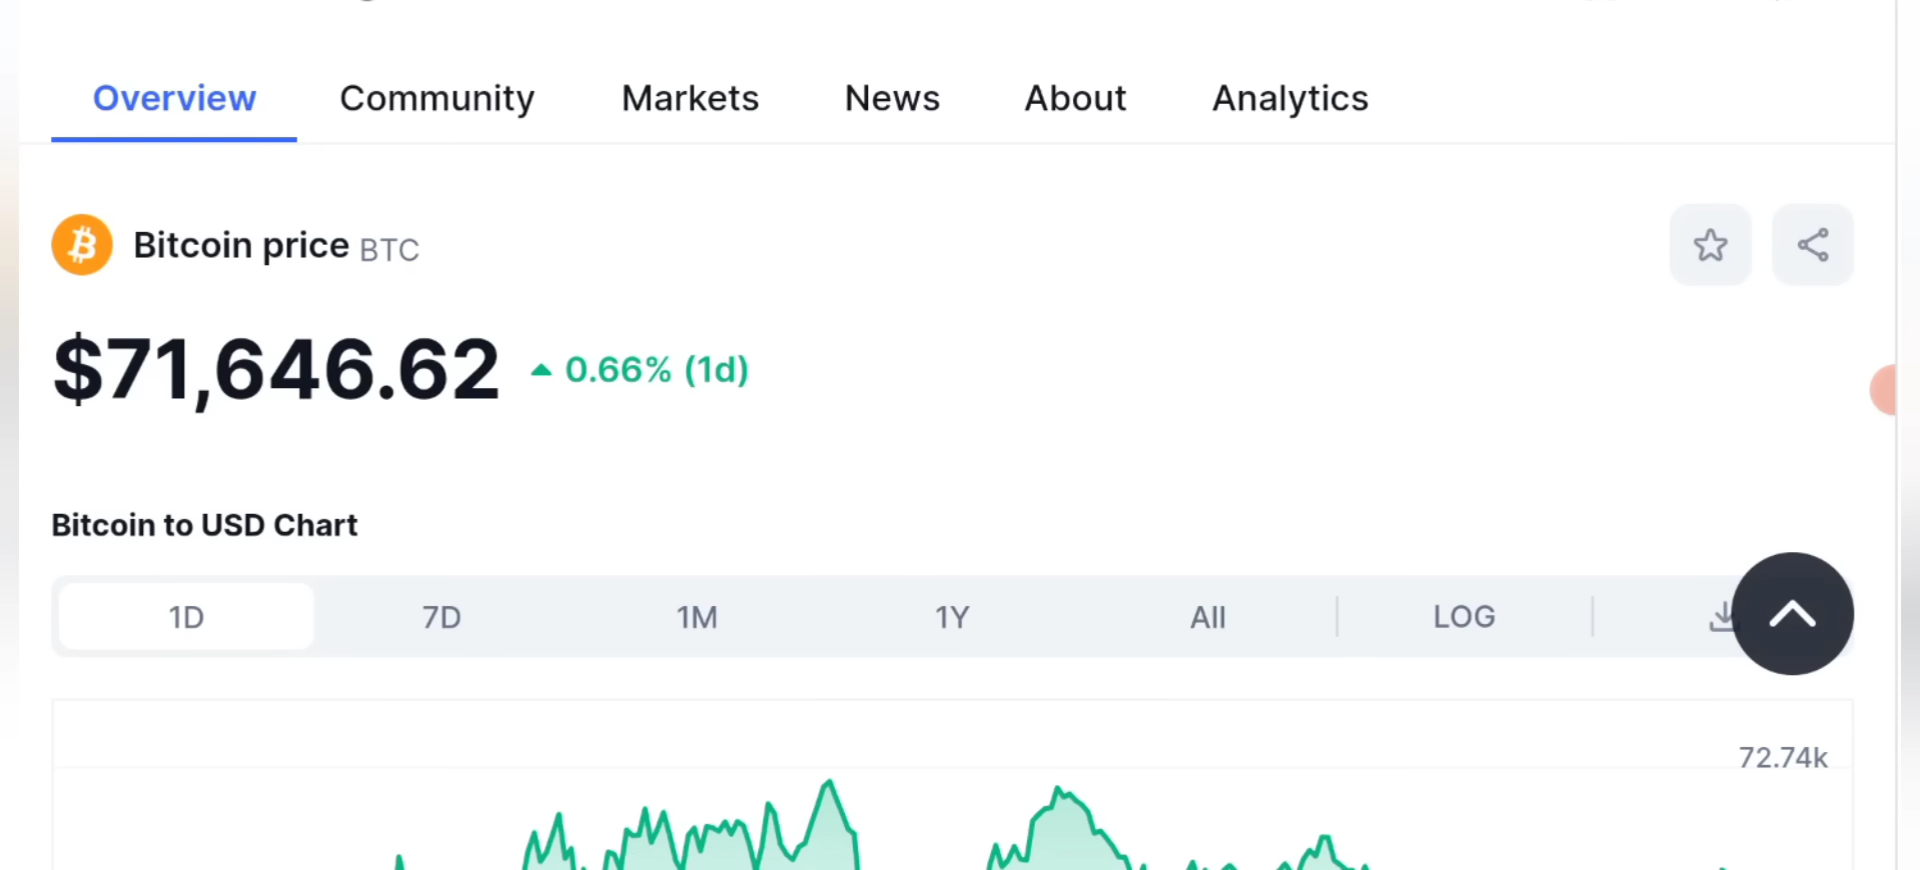 Overview Community Markets News About Analytics
Bitcoin price BTC
$71,646.62 0.66% (1d)
Bitcoin to USD Chart
1D 7D 1M 1Y All LOG
72.74k